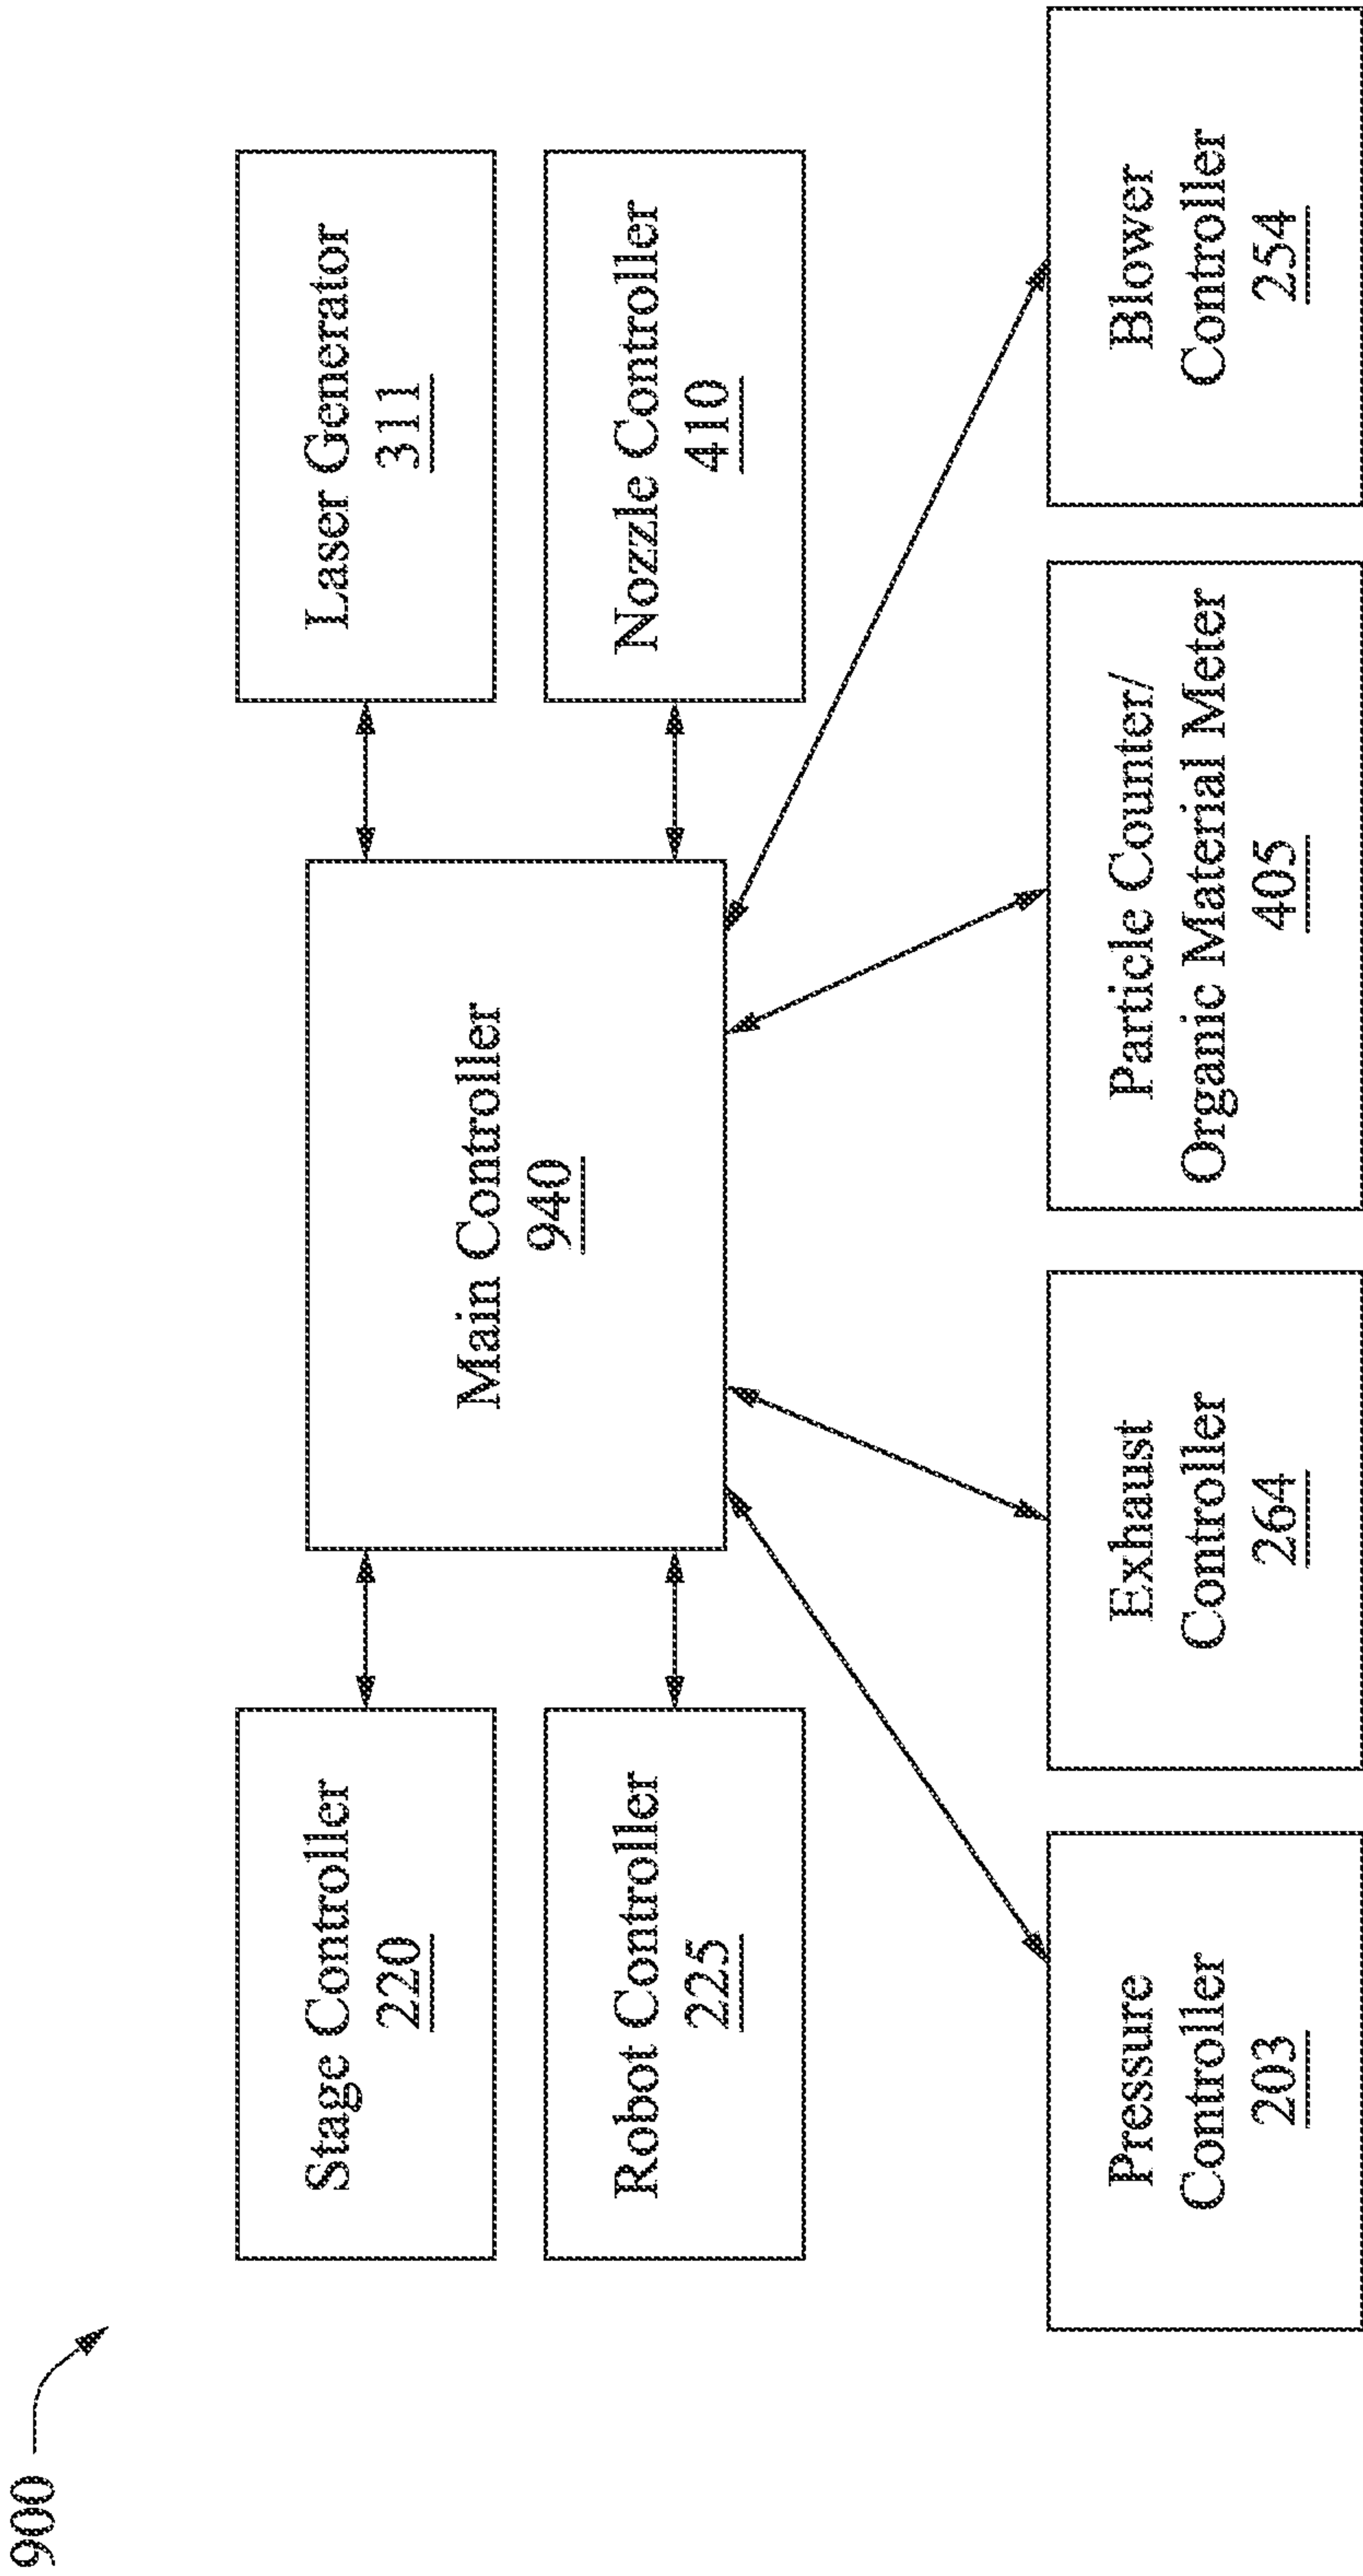 900
Stage Controller
220
Laser Generator
311
Main Controller
940
Robot Controller
225
Nozzle Controller
410
Pressure
Controller
203
Exhaust
Controller
264
Particle Counter/
Organic Material Meter
405
Blower
Controller
254